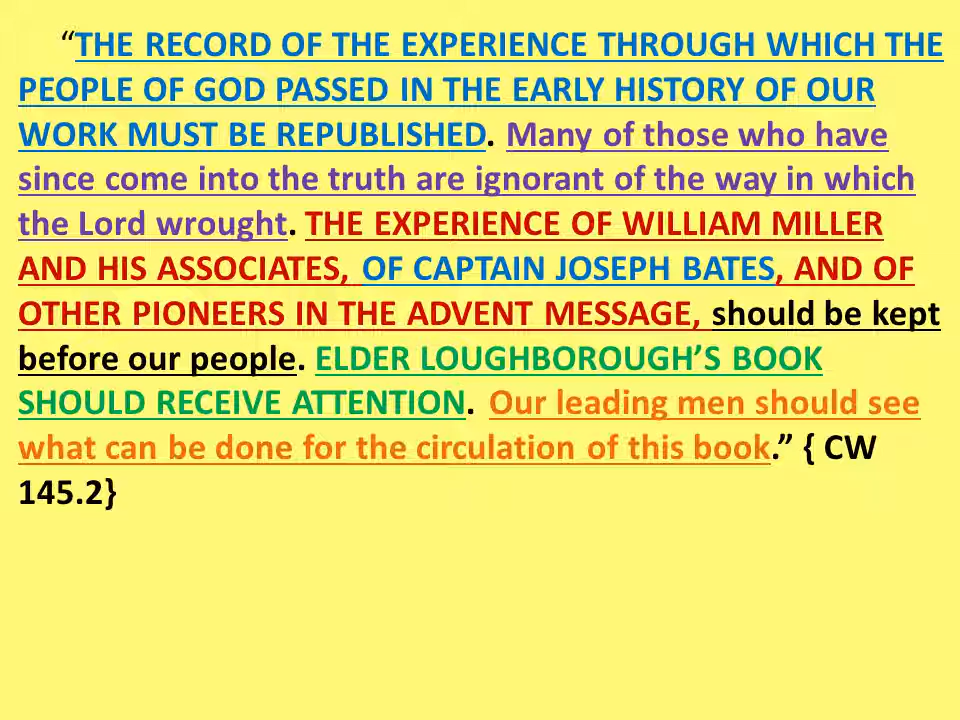 “THE RECORD OF THE EXPERIENCE THROUGH WHICH THE
PEOPLE OF GOD PASSED IN THE EARLY HISTORY OF OUR
WORK MUST BE REPUBLISHED. Many of those who have
since come into the truth are ignorant of the way in which
the Lord wrought. THE EXPERIENCE OF WILLIAM MILLER
AND HIS ASSOCIATES, OF CAPTAIN JOSEPH BATES, AND OF
OTHER PIONEERS IN THE ADVENT MESSAGE, should be kept
before our people. ELDER LOUGHBOROUGH’S BOOK
SHOULD RECEIVE ATTENTION. Our leading men should see
what can be done for the circulation of this book.” { CW
145.2}